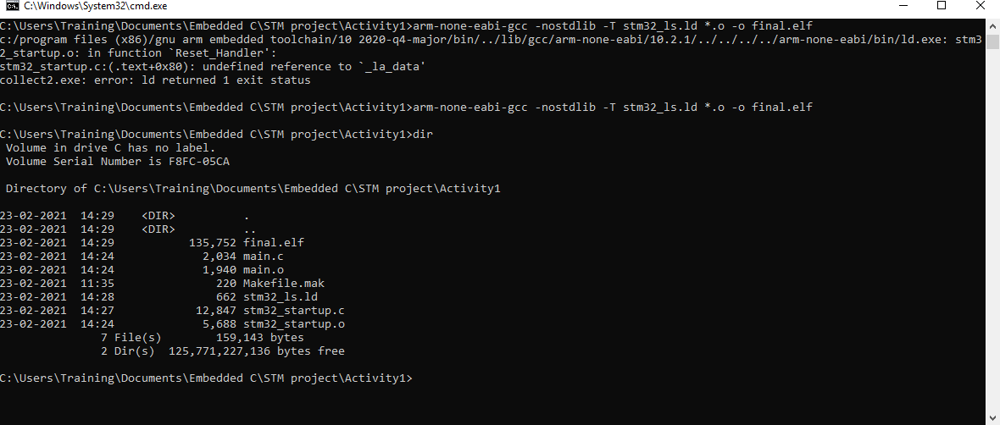 C:\Windows\System32\cmd.exe
C:\Users\Training\Documents\Embedded C\STM project\Activity1>arm-none-eabi-gcc -nostdlib -T stm32_ls.ld *.o -o final.elf
c:/program files (x86)/gnu arm embedded toolchain/10 2020-q4-major/bin/../lib/gcc/arm-none-eabi/10.2.1/../../../../arm-none-eabi/bin/ld.exe: stm3
2_startup.o: in function `Reset_Handler':
stm32_startup.c:(.text+0x80): undefined reference to `_la_data'
collect2.exe: error: ld returned 1 exit status
C:\Users\Training\Documents\Embedded C\STM project\Activity1>arm-none-eabi-gcc -nostdlib -T stm32_ls.ld *.o -o final.elf
C:\Users\Training\Documents\Embedded C\STM project\Activity1>dir
Volume in drive C has no label.
Volume Serial Number is F8FC-05CA
Directory of C:\Users\Training\Documents\Embedded C\STM project\Activity1
23-02-2021  14:29    <DIR>          .
23-02-2021  14:29    <DIR>          ..
23-02-2021  14:29           135,752 final.elf
23-02-2021  14:24             2,034 main.c
23-02-2021  14:24             1,940 main.o
23-02-2021  11:35               220 Makefile.mak
23-02-2021  14:28               662 stm32_ls.ld
23-02-2021  14:27            12,847 stm32_startup.c
23-02-2021  14:24             5,688 stm32_startup.o
7 File(s)        159,143 bytes
2 Dir(s)  125,771,227,136 bytes free
C:\Users\Training\Documents\Embedded C\STM project\Activity1>